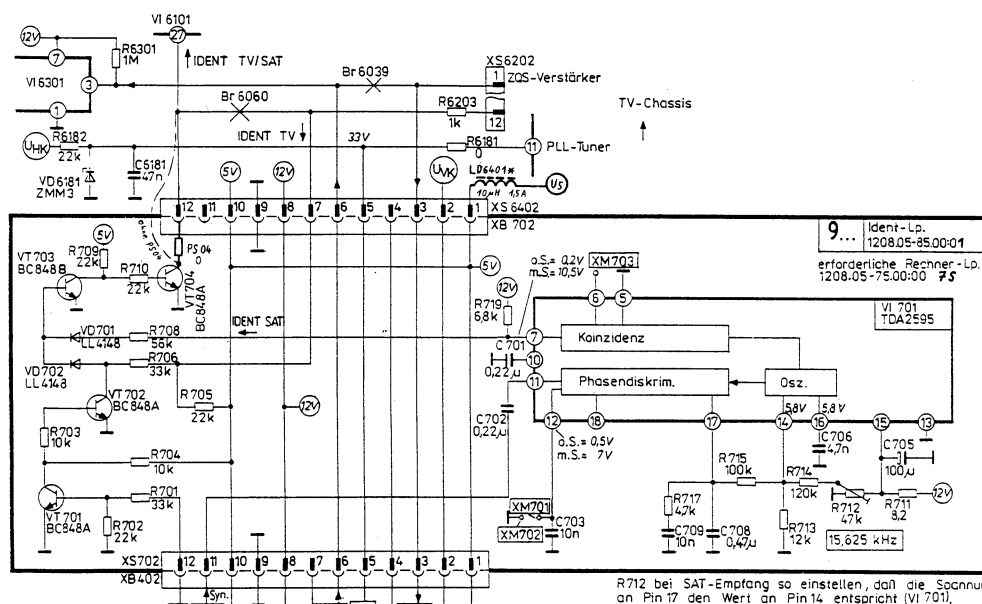 VI 6101
27
12V
7
R6301
1M
IDENT TV/SAT
VI 6301
3
1
Br 6039
XS6202
1
ZQS-Verstärker
Br 6060
R6203
1k
12
TV-Chassis
IDENT TV
UHK
R6182
22k
33V
R6181
0
11
PLL-Tuner
C6181
47n
VD6181
ZMM3
5V
12V
UVK
LD6401*
10µH 1,5A
US
12 11 10 9 8 7 6 5 4 3 2 1
XS 6402
XB 702
ohne PS04
PS04
0
5V
9... Ident-Lp.
1208.05-85.00:01
erforderliche Rechner-Lp.
1208.05-75.00:00 75
VT703
BC848B
5V
R709
22k
R710
22k
VT704
BC848A
5V
o.S.= 0,2V
m.S.= 10,5V
XM703
12V
R719
6,8k
6
5
VI 701
TDA2595
IDENT SAT
VD701
LL4148
R708
56k
C 701
0,22µ
7
Koinzidenz
10
R706
33k
VD702
LL4148
11
Phasendiskrim.
Osz.
VT702
BC848A
R705
22k
12V
C702
0,22µ
12
18
17
14
5,8V
16
5,8V
15
13
o.S.= 0,5V
m.S.= 7V
R703
10k
R704
10k
C706
4,7n
C705
100µ
R715
100k
R714
120k
R712
47k
R711
8,2
12V
R701
33k
VT701
BC848A
R702
22k
XM701
XM702
C703
10n
R717
4,7k
C709
10n
C708
0,47µ
R713
12k
15,625 kHz
XS702
XB402
12 11 10 9 8 7 6 5 4 3 2 1
Syn.
R712 bei SAT-Empfang so einstellen, daß die Spannu
an Pin 17 den Wert an Pin 14 entspricht (VI 701).